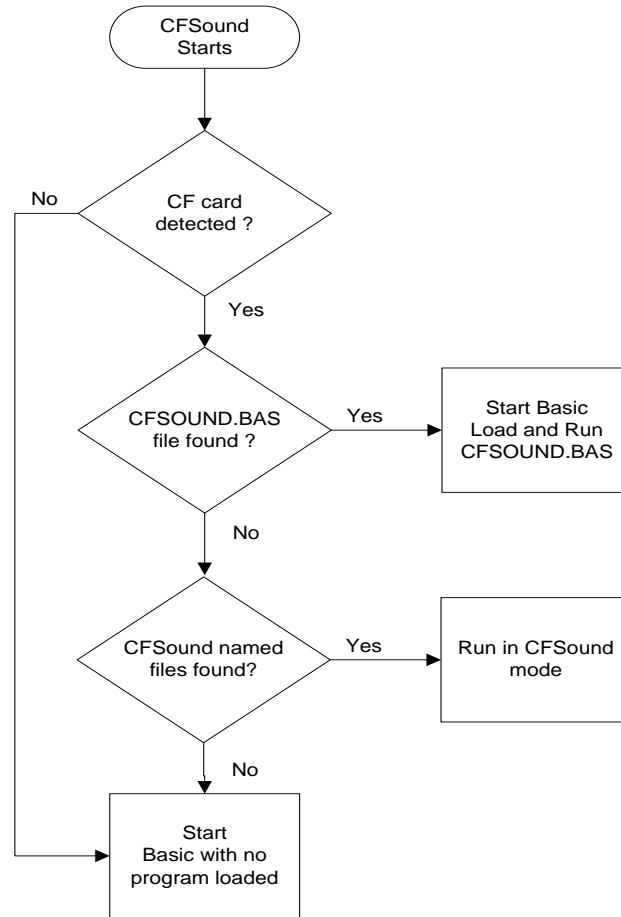 CFSound
Starts
No
CF card
detected ?
Yes
CFSOUND.BAS
file found ?
Yes
Start Basic
Load and Run
CFSOUND.BAS
No
CFSound named
files found?
Yes
Run in CFSound
mode
No
Start
Basic with no
program loaded